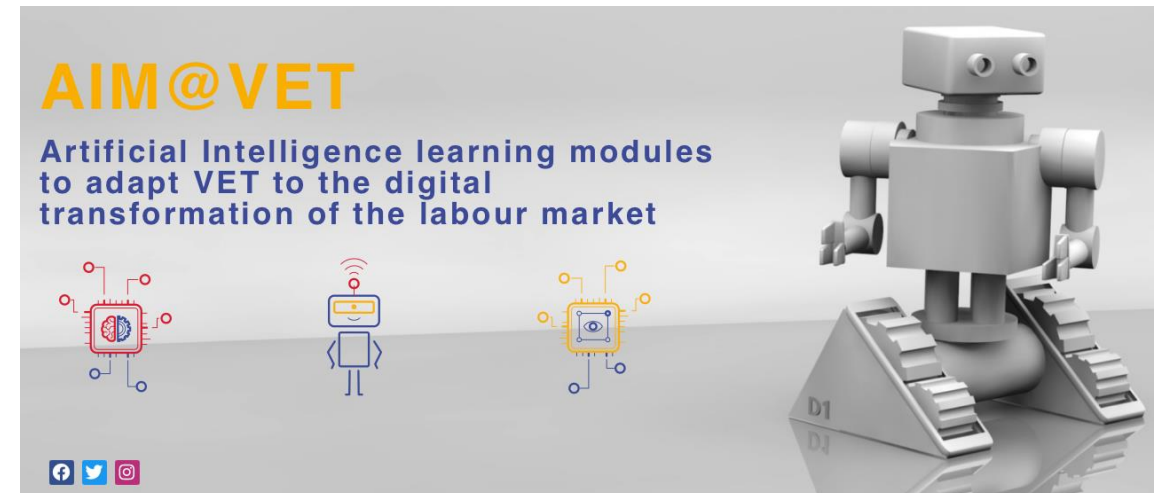 AIM@VET
Artificial Intelligence learning modules
to adapt VET to the digital
transformation of the labour market
D1